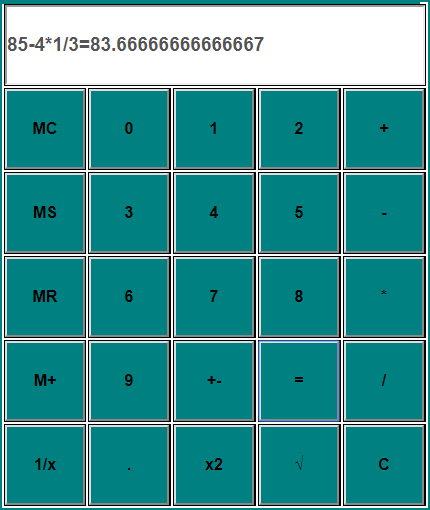 85-4*1/3=83.66666666666667
MC 0 1 2 +
MS 3 4 5 -
MR 6 7 8 *
M+ 9 +- = /
1/x . x2 √ C